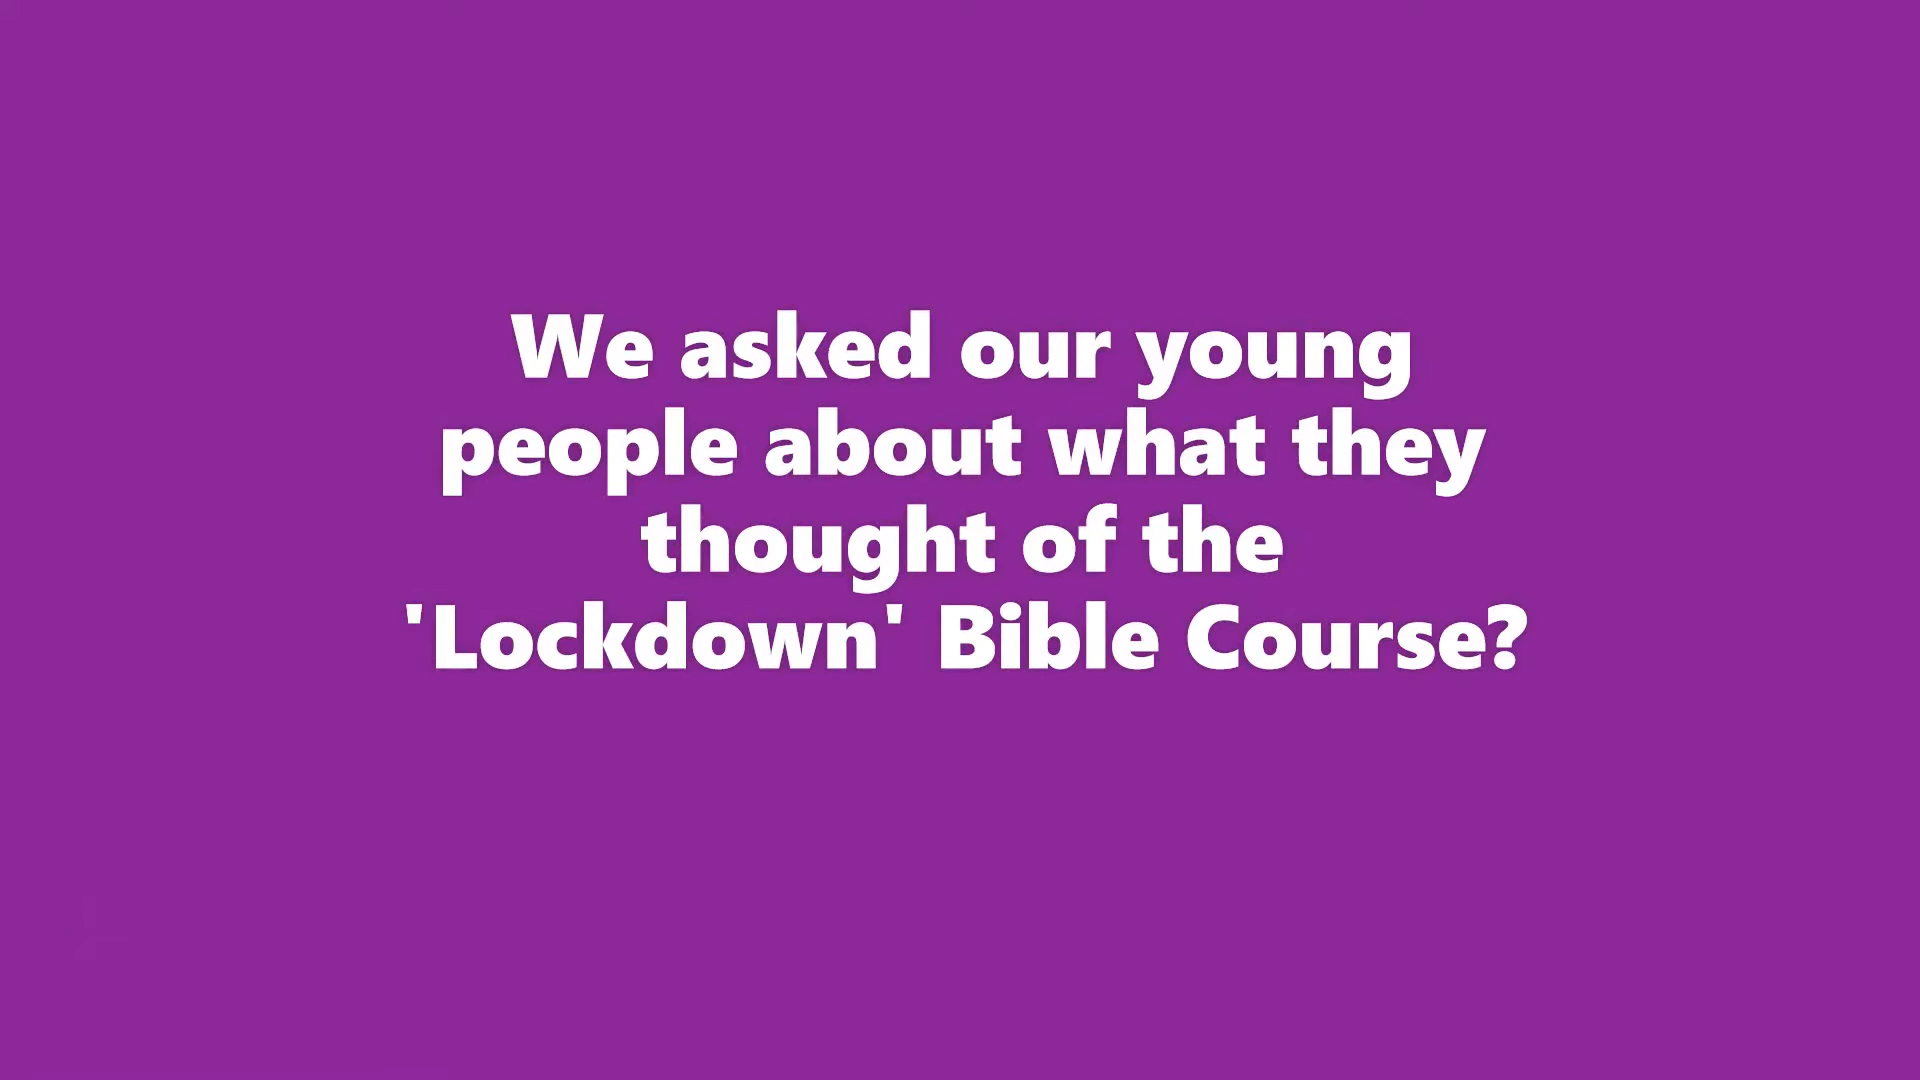 We asked our young
people about what they
thought of the
'Lockdown' Bible Course?